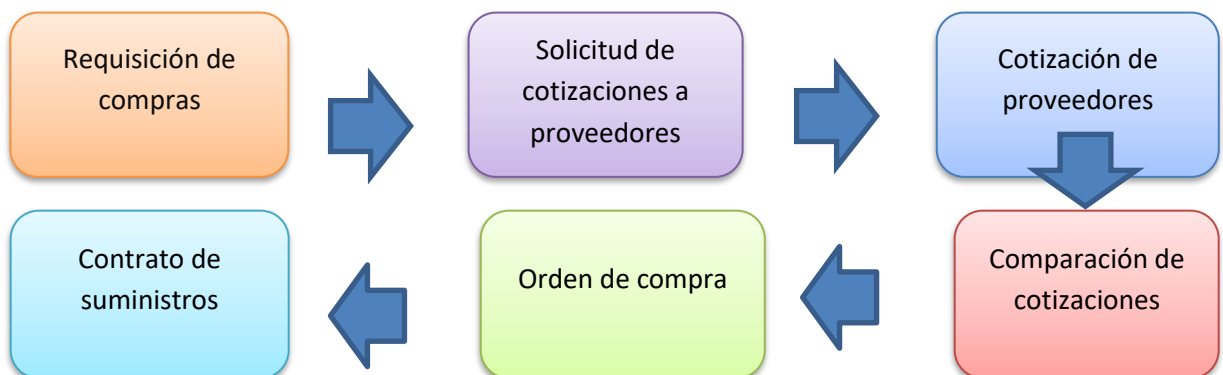 Requisición de
compras
Solicitud de
cotizaciones a
proveedores
Cotización de
proveedores
Comparación de
cotizaciones
Orden de compra
Contrato de
suministros